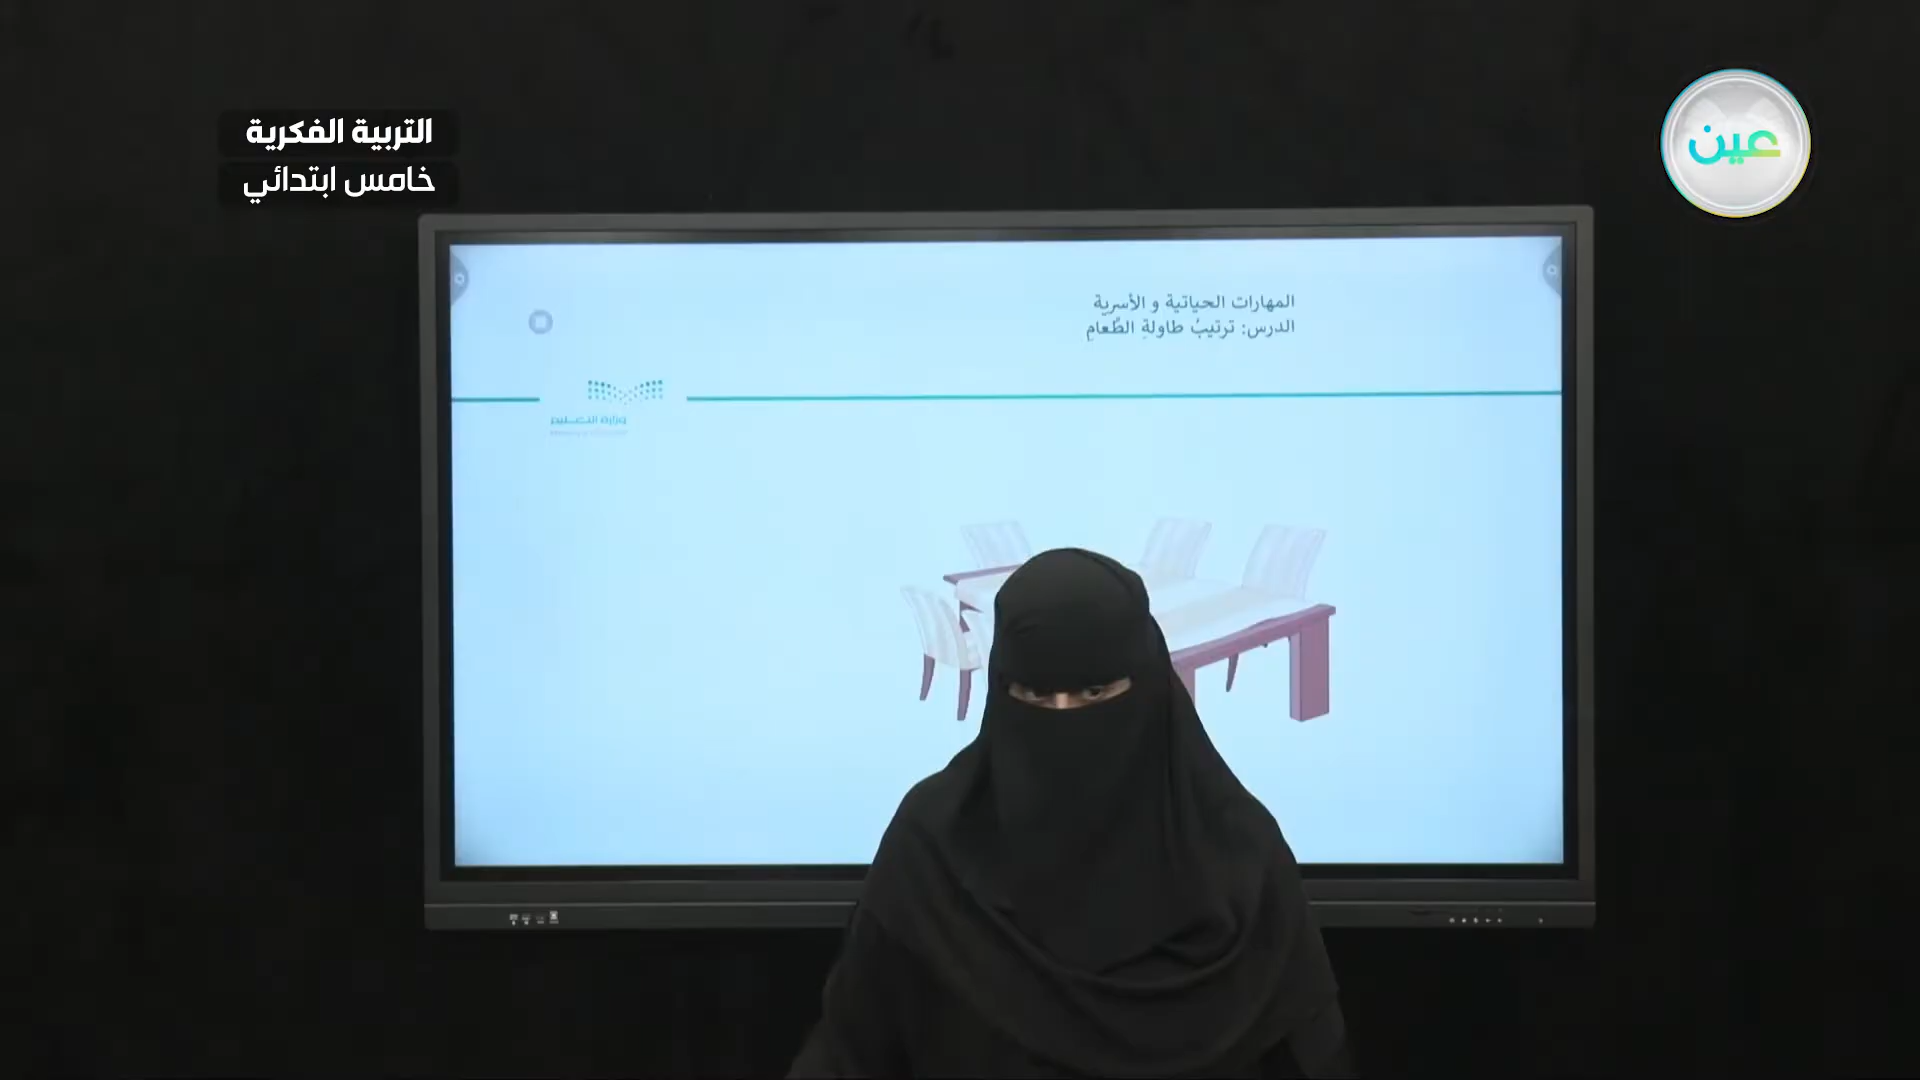 التربية الفكرية
خامس ابتدائي
عين
المهارات الحياتية و الأسرية
الدرس: ترتيبُ طاولةِ الطَّعامِ
وزارة التعليم